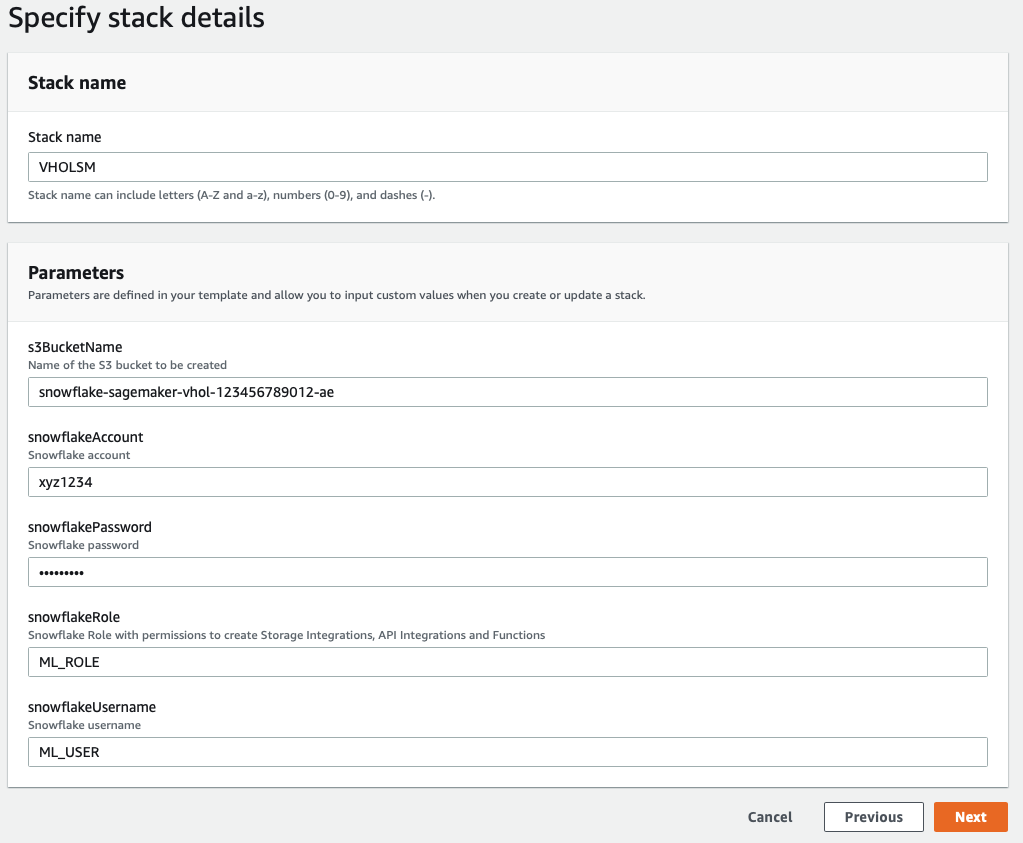 Specify stack details
Stack name
Stack name
VHOLSM
Stack name can include letters (A-Z and a-z), numbers (0-9), and dashes (-).
Parameters
Parameters are defined in your template and allow you to input custom values when you create or update a stack.
s3BucketName
Name of the S3 bucket to be created
snowflake-sagemaker-vhol-123456789012-ae
snowflakeAccount
Snowflake account
xyz1234
snowflakePassword
Snowflake password
•••••••••
snowflakeRole
Snowflake Role with permissions to create Storage Integrations, API Integrations and Functions
ML_ROLE
snowflakeUsername
Snowflake username
ML_USER
Cancel Previous Next